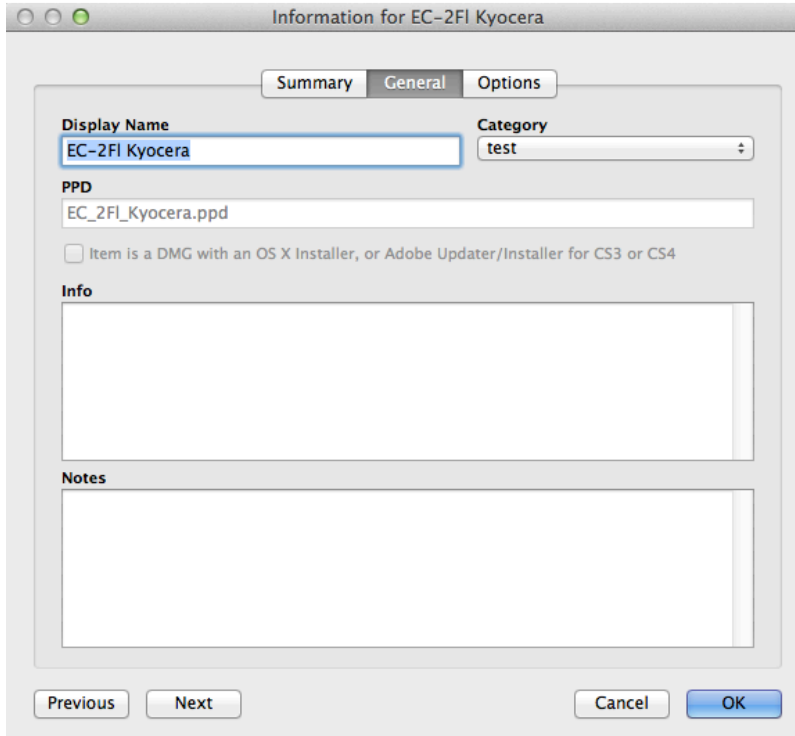 Information for EC-2Fl Kyocera
Summary General Options
Display Name Category
EC-2Fl Kyocera test
PPD
EC_2Fl_Kyocera.ppd
Item is a DMG with an OS X Installer, or Adobe Updater/Installer for CS3 or CS4
Info
Notes
Previous Next Cancel OK